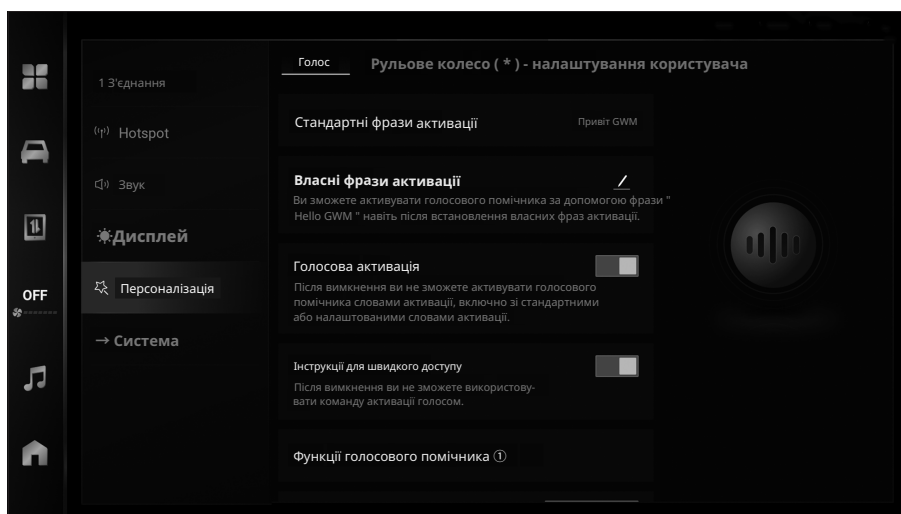 Голос
Рульове колесо ( * ) - налаштування користувача
1 З'єднання
Hotspot
Звук
Дисплей
Персоналізація
→ Система
OFF
Стандартні фрази активації
Привіт GWM
Власні фрази активації
Ви зможете активувати голосового помічника за допомогою фрази "
Hello GWM " навіть після встановлення власних фраз активації.
Голосова активація
Після вимкнення ви не зможете активувати голосового
помічника словами активації, включно зі стандартними
або налаштованими словами активації.
Інструкції для швидкого доступу
Після вимкнення ви не зможете використову-
вати команду активації голосом.
Функції голосового помічника ①